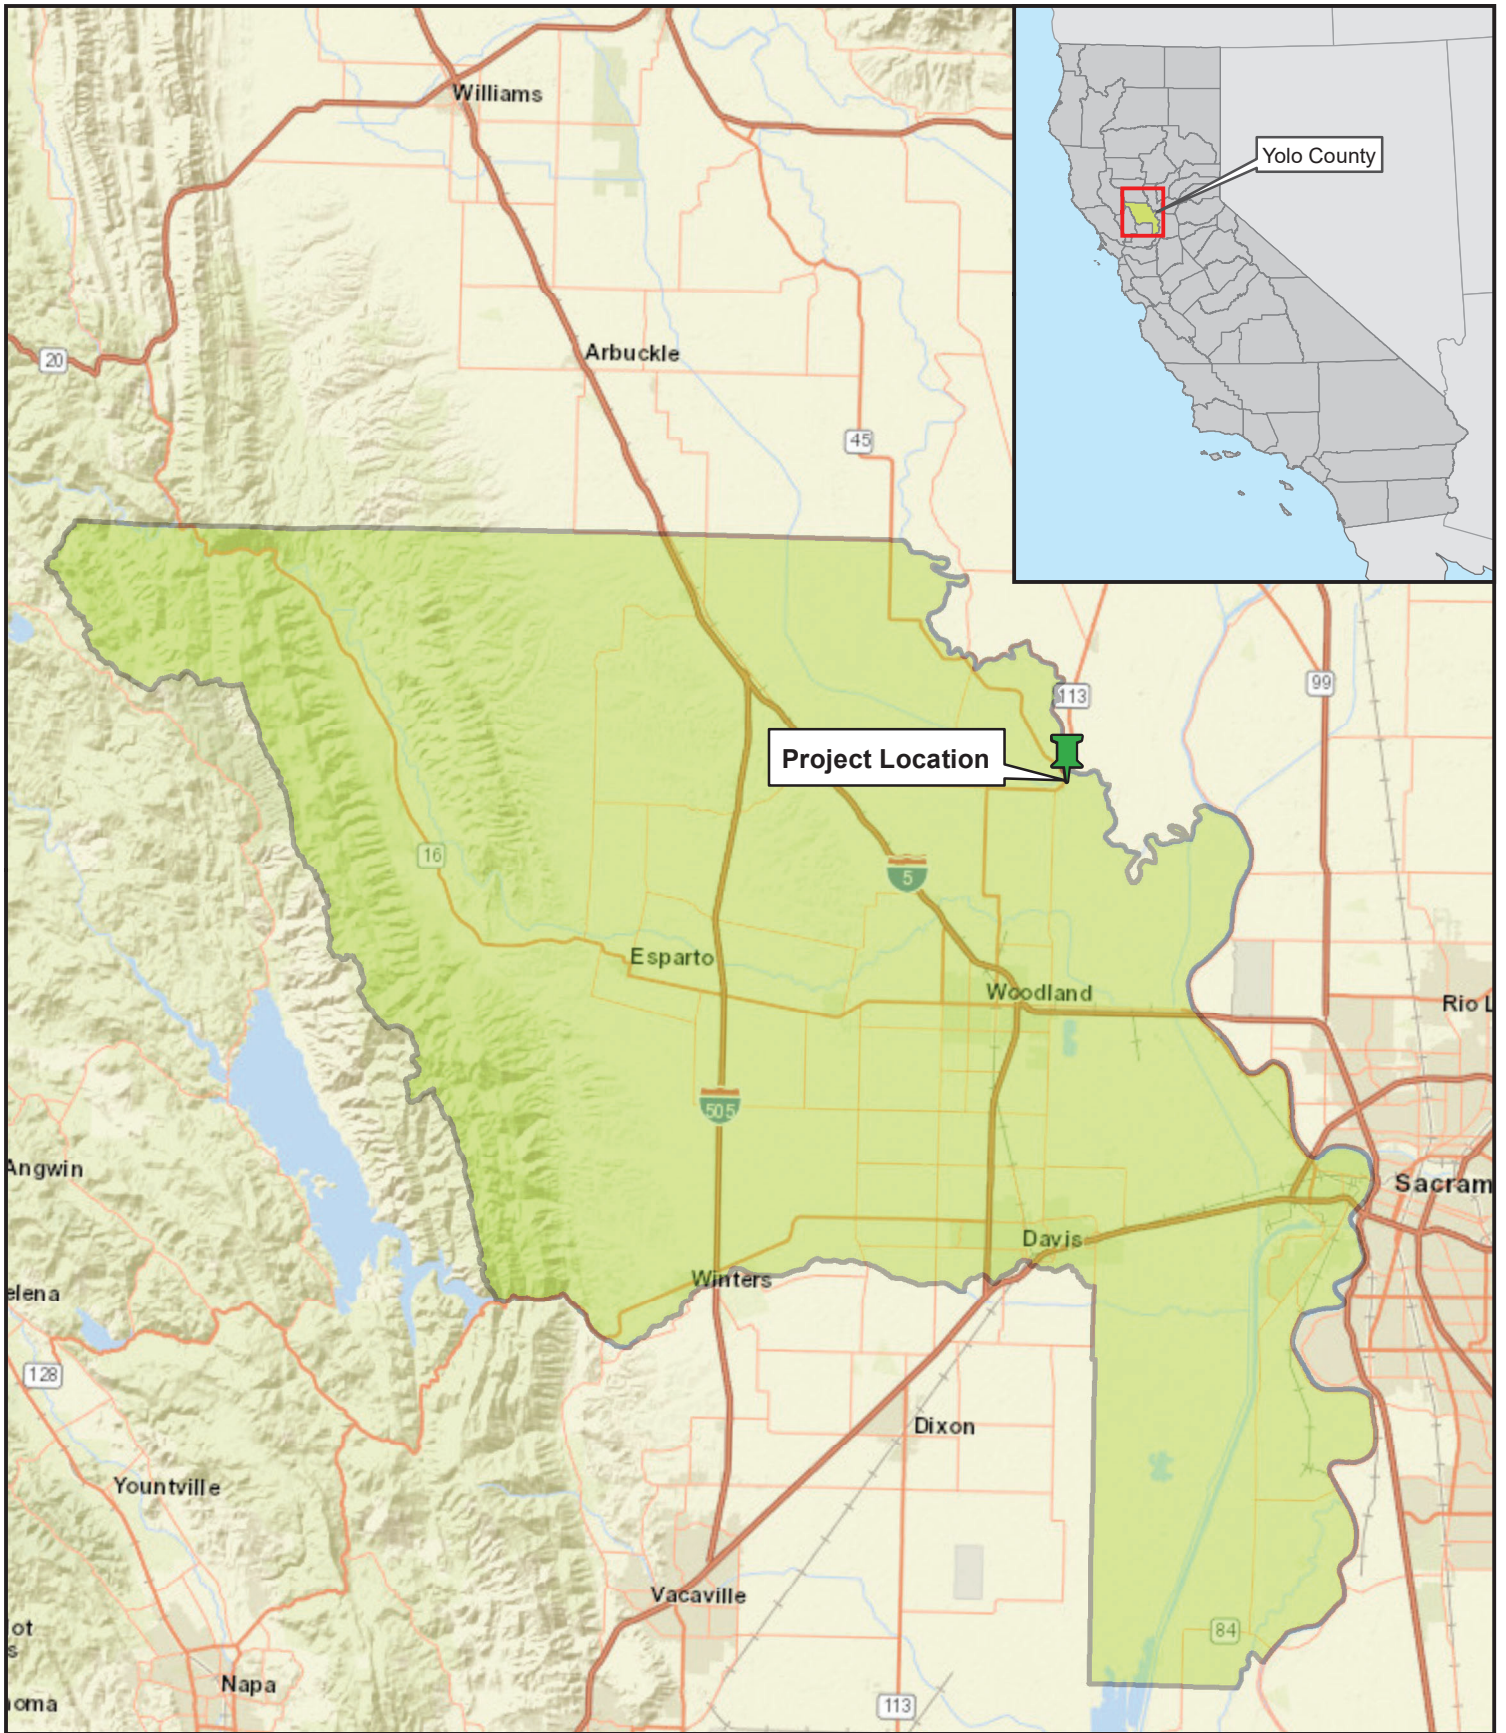 Williams
Yolo County
Arbuckle
20
45
113
99
Project Location
16
5
Esparto
Woodland
Rio L
505
Angwin
Sacram
Davis
Winters
elena
128
Dixon
Yountville
Vacaville
ot
s
84
Napa
oma
113